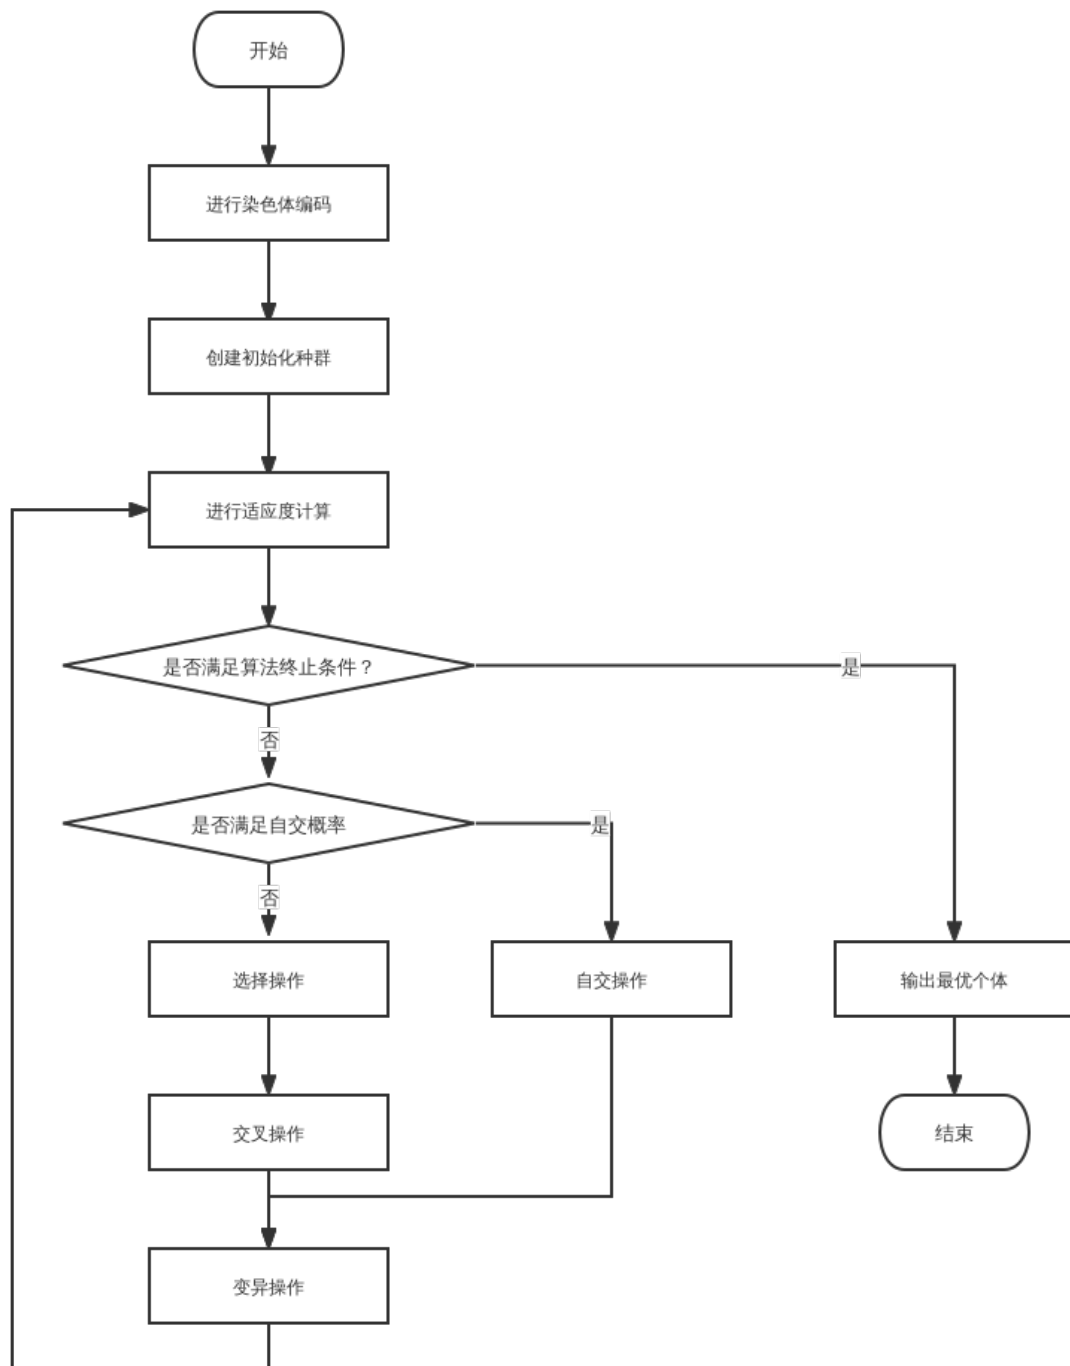 开始
进行染色体编码
创建初始化种群
进行适应度计算
是否满足算法终止条件？
是
否
是否满足自交概率
是
否
选择操作
自交操作
输出最优个体
交叉操作
结束
变异操作